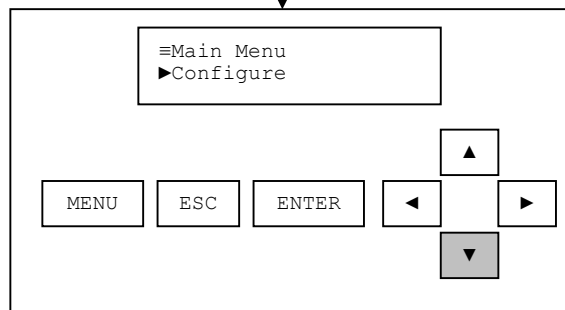 ≡Main Menu
►Configure
▲
MENU ESC ENTER ◄ ►
▼